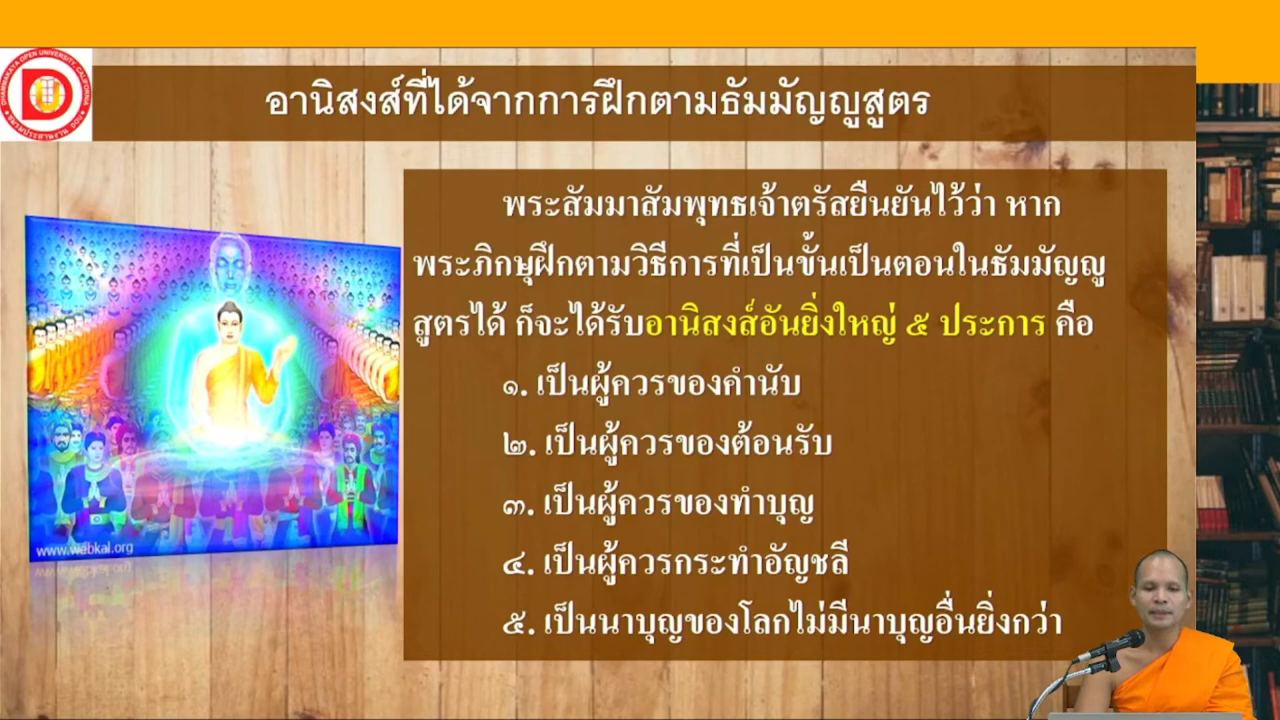 DHAMMAKAYA OPEN UNIVERSITY, CALIFORNIA
อานิสงส์ที่ได้จากการฝึกตามธัมมัญญูสูตร
พระสัมมาสัมพุทธเจ้าตรัสยืนยันไว้ว่า หาก
พระภิกษุฝึกตามวิธีการที่เป็นขั้นเป็นตอนในธัมมัญญู
สูตรได้ ก็จะได้รับอานิสงส์อันยิ่งใหญ่ ๕ ประการ คือ
๑. เป็นผู้ควรของคำนับ
๒. เป็นผู้ควรของต้อนรับ
๓. เป็นผู้ควรของทำบุญ
๔. เป็นผู้ควรกระทำอัญชลี
๕. เป็นนาบุญของโลกไม่มีนาบุญอื่นยิ่งกว่า
www.webkal.org